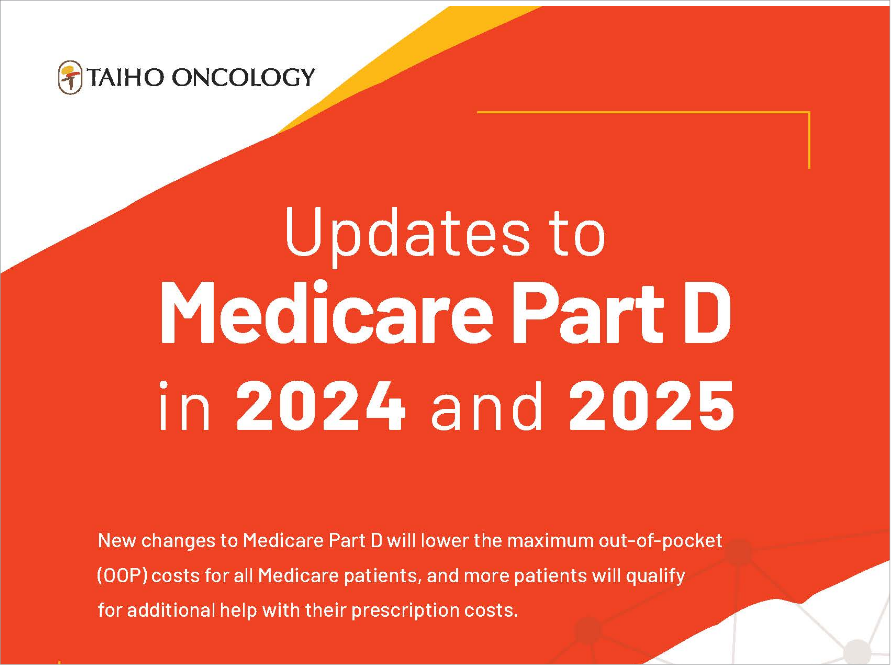 TAIHO ONCOLOGY
Updates to
Medicare Part D
in 2024 and 2025
New changes to Medicare Part D will lower the maximum out-of-pocket
(OOP) costs for all Medicare patients, and more patients will qualify
for additional help with their prescription costs.